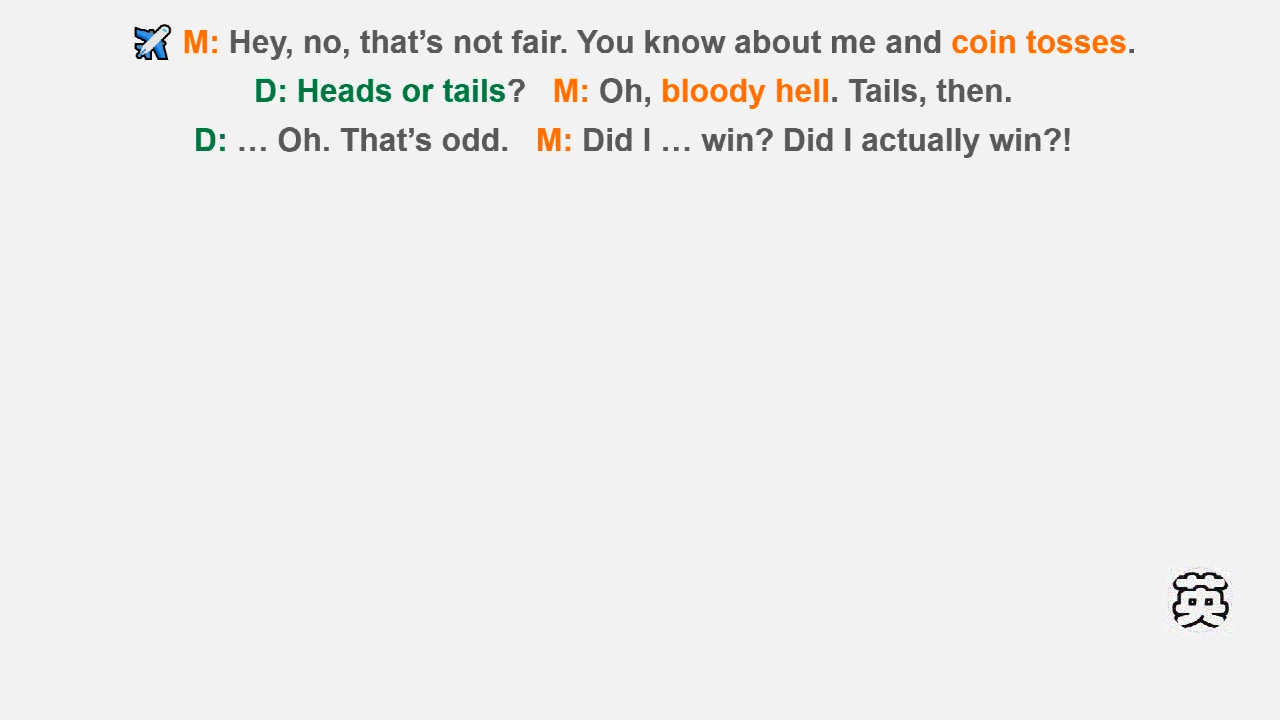 M: Hey, no, that’s not fair. You know about me and coin tosses.
D: Heads or tails? M: Oh, bloody hell. Tails, then.
D: … Oh. That’s odd. M: Did I … win? Did I actually win?!
英